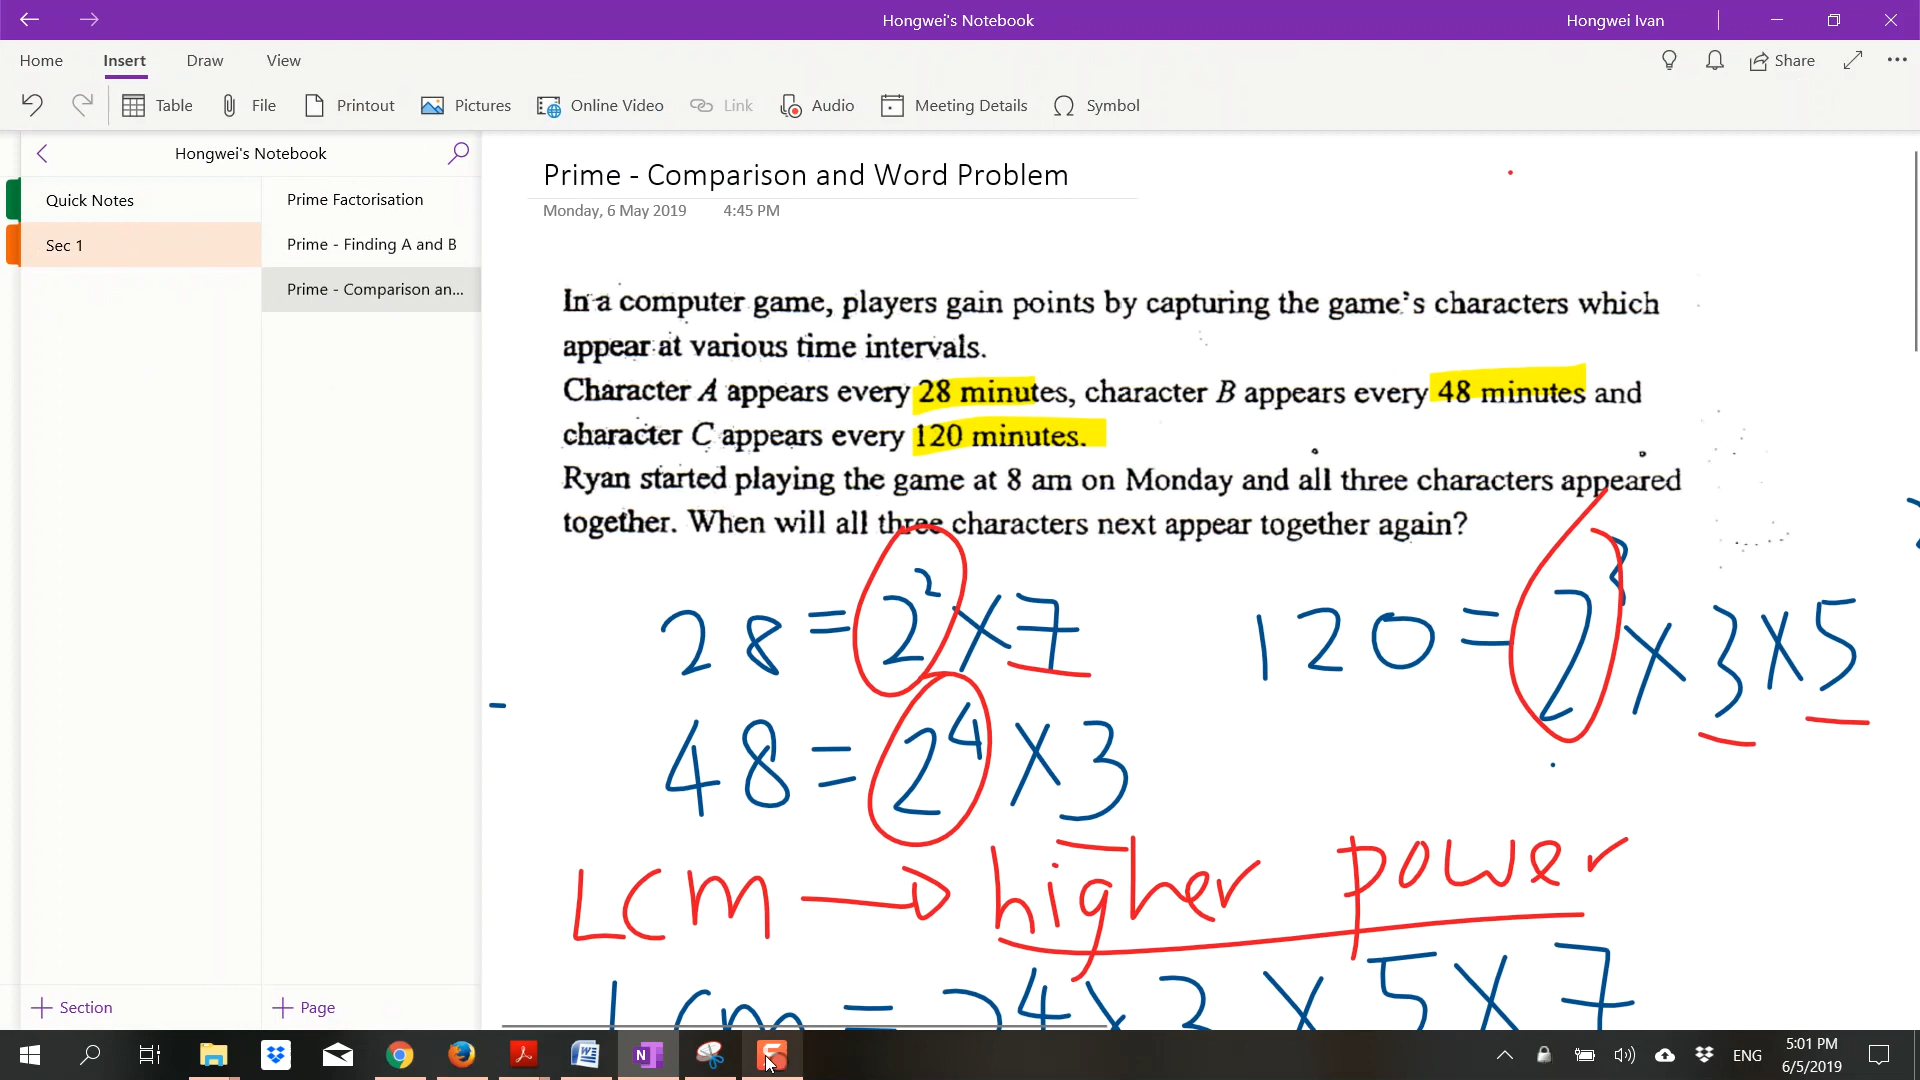 Hongwei's Notebook
Hongwei Ivan
Home Insert Draw View
Share
Table File Printout Pictures Online Video Link Audio Meeting Details Symbol
Hongwei's Notebook
Quick Notes
Sec 1
Prime Factorisation
Prime - Finding A and B
Prime - Comparison an...
Prime - Comparison and Word Problem
Monday, 6 May 2019 4:45 PM
In a computer game, players gain points by capturing the game's characters which
appear at various time intervals.
Character A appears every 28 minutes, character B appears every 48 minutes and
character C appears every 120 minutes.
Ryan started playing the game at 8 am on Monday and all three characters appeared
together. When will all three characters next appear together again?
28 = 2² × 7
120 = 2³ × 3 × 5
48 = 2⁴ × 3
LCM → higher power
LCM = 2⁴ × 3 × 5 × 7
+ Section
+ Page
ENG
5:01 PM
6/5/2019